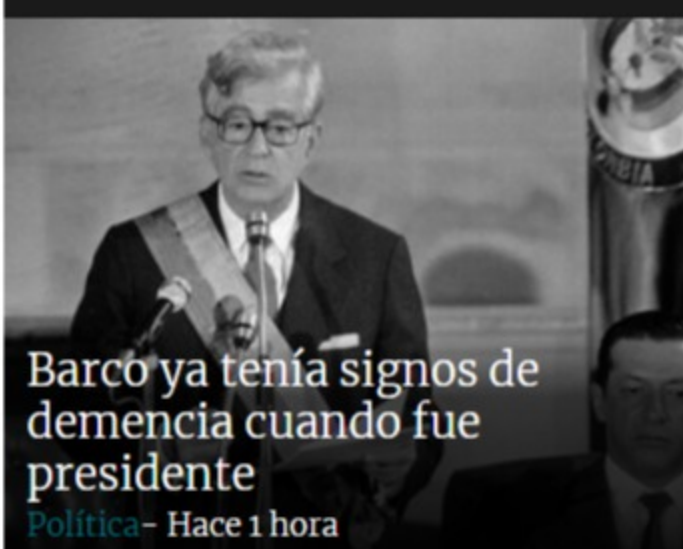 Barco ya tenía signos de
demencia cuando fue
presidente
Política- Hace 1 hora